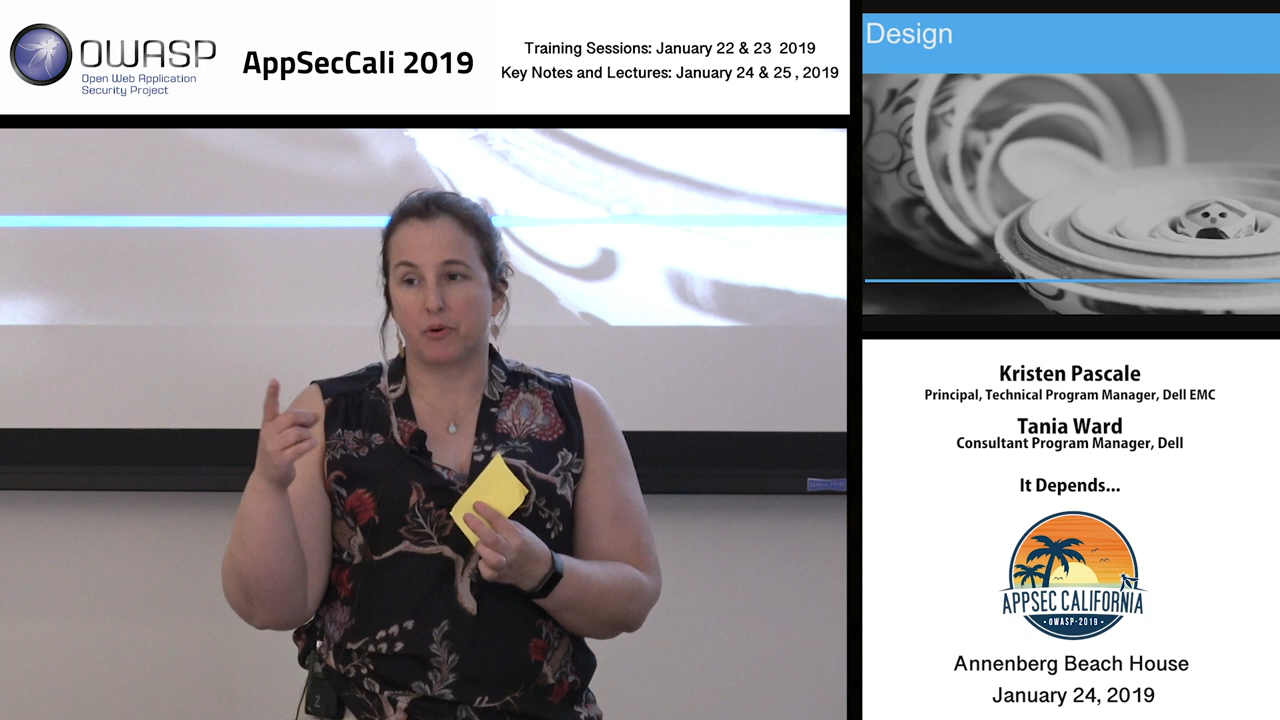 OWASP
Open Web Application
Security Project
AppSecCali 2019
Training Sessions: January 22 & 23 2019
Key Notes and Lectures: January 24 & 25 , 2019
Design
Kristen Pascale
Principal, Technical Program Manager, Dell EMC
Tania Ward
Consultant Program Manager, Dell
It Depends...
APPSEC CALIFORNIA
• OWASP-2019 •
Annenberg Beach House
January 24, 2019
2